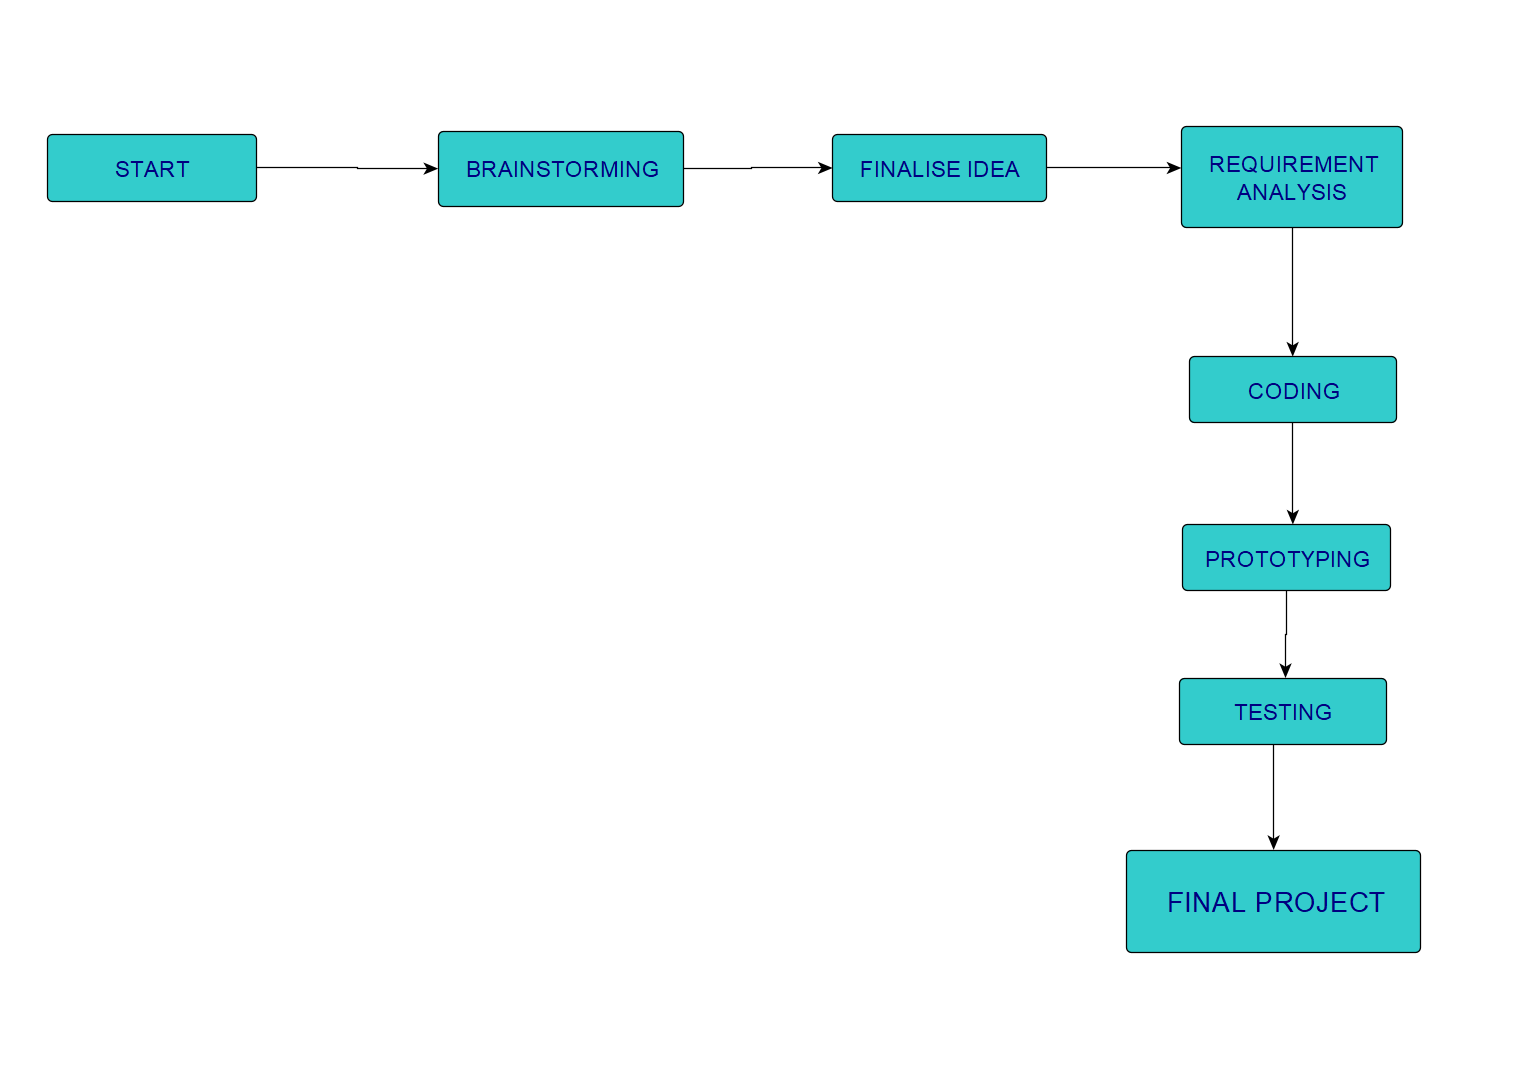 START
BRAINSTORMING
FINALISE IDEA
REQUIREMENT
ANALYSIS
CODING
PROTOTYPING
TESTING
FINAL PROJECT